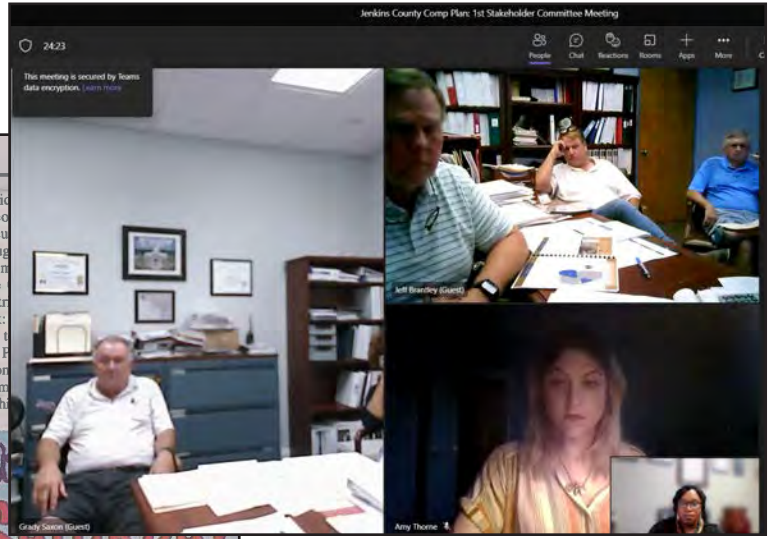 Jenkins County Comp Plan: 1st Stakeholder Committee Meeting
24:23
People Chat Reactions Rooms Apps More
This meeting is secured by Teams
data encryption. Learn more
Grady Saxon (Guest)
Jeff Brantley (Guest)
Amy Thorne